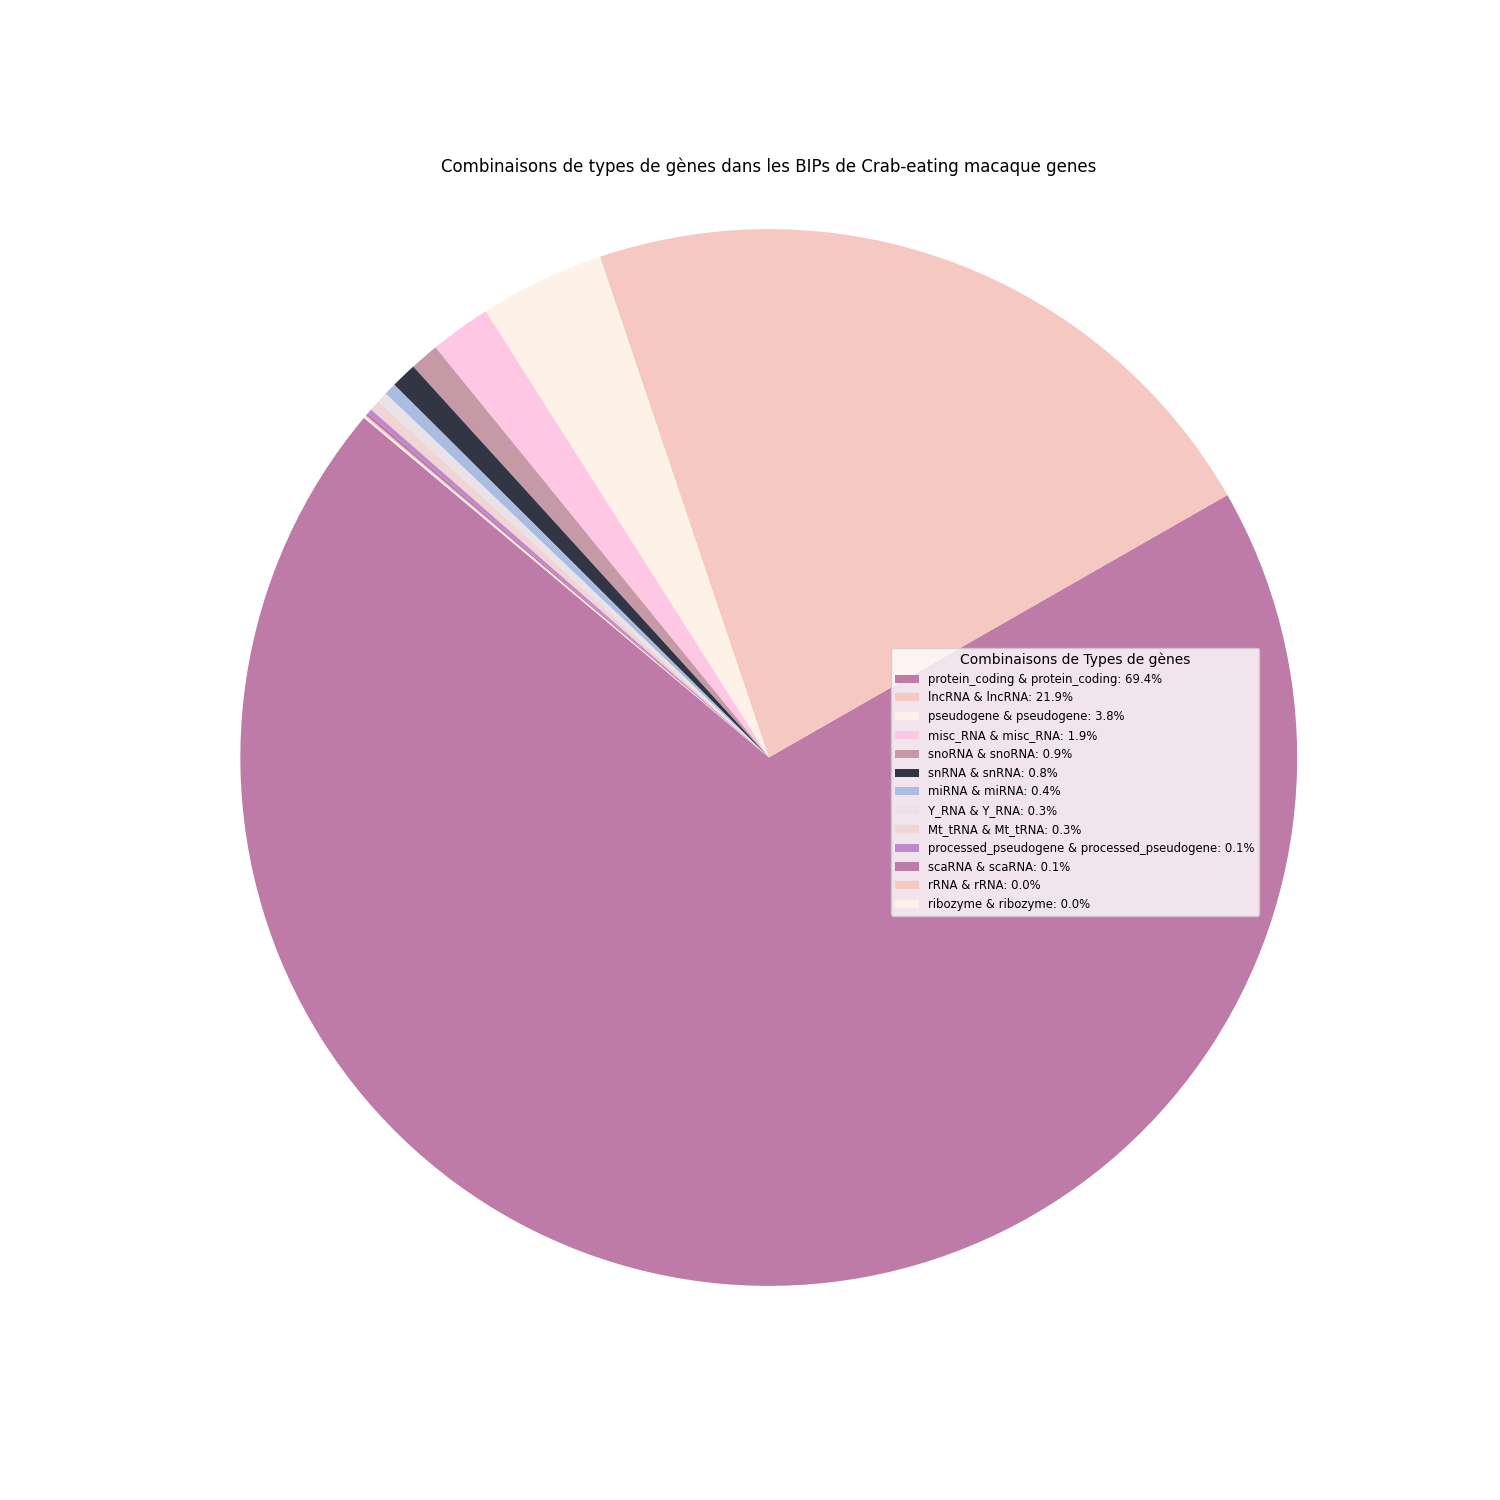 Combinaisons de types de gènes dans les BIPs de Crab-eating macaque genes
Combinaisons de Types de gènes
protein_coding & protein_coding: 69.4%
lncRNA & lncRNA: 21.9%
pseudogene & pseudogene: 3.8%
misc_RNA & misc_RNA: 1.9%
snoRNA & snoRNA: 0.9%
snRNA & snRNA: 0.8%
miRNA & miRNA: 0.4%
Y_RNA & Y_RNA: 0.3%
Mt_tRNA & Mt_tRNA: 0.3%
processed_pseudogene & processed_pseudogene: 0.1%
scaRNA & scaRNA: 0.1%
rRNA & rRNA: 0.0%
ribozyme & ribozyme: 0.0%